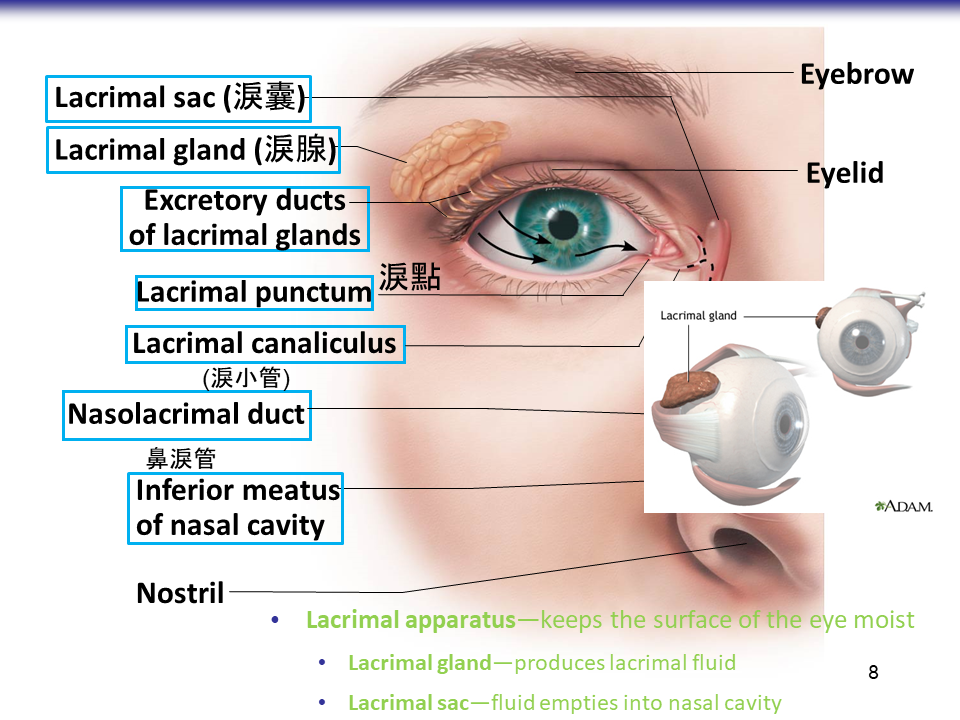 Eyebrow
Lacrimal sac (淚囊)
Lacrimal gland (淚腺)
Eyelid
Excretory ducts
of lacrimal glands
Lacrimal punctum 淚點
Lacrimal gland
Lacrimal canaliculus
(淚小管)
Nasolacrimal duct
鼻淚管
Inferior meatus
of nasal cavity
ADAM.
Nostril
• Lacrimal apparatus—keeps the surface of the eye moist
• Lacrimal gland—produces lacrimal fluid
• Lacrimal sac—fluid empties into nasal cavity
8